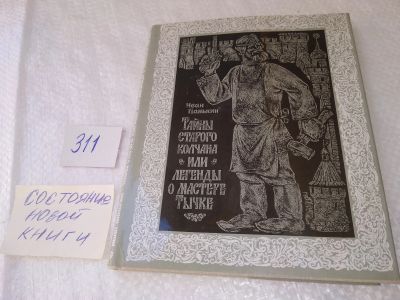 311
СОСТОЯНИЕ
НОВОЙ
КНИГИ
Иван Панькин
ТАЙНЫ
СТАРОГО
КОЛЧАНА
ИЛИ
ЛЕГЕНДЫ
О МАСТЕРЕ
ТЫЧКЕ